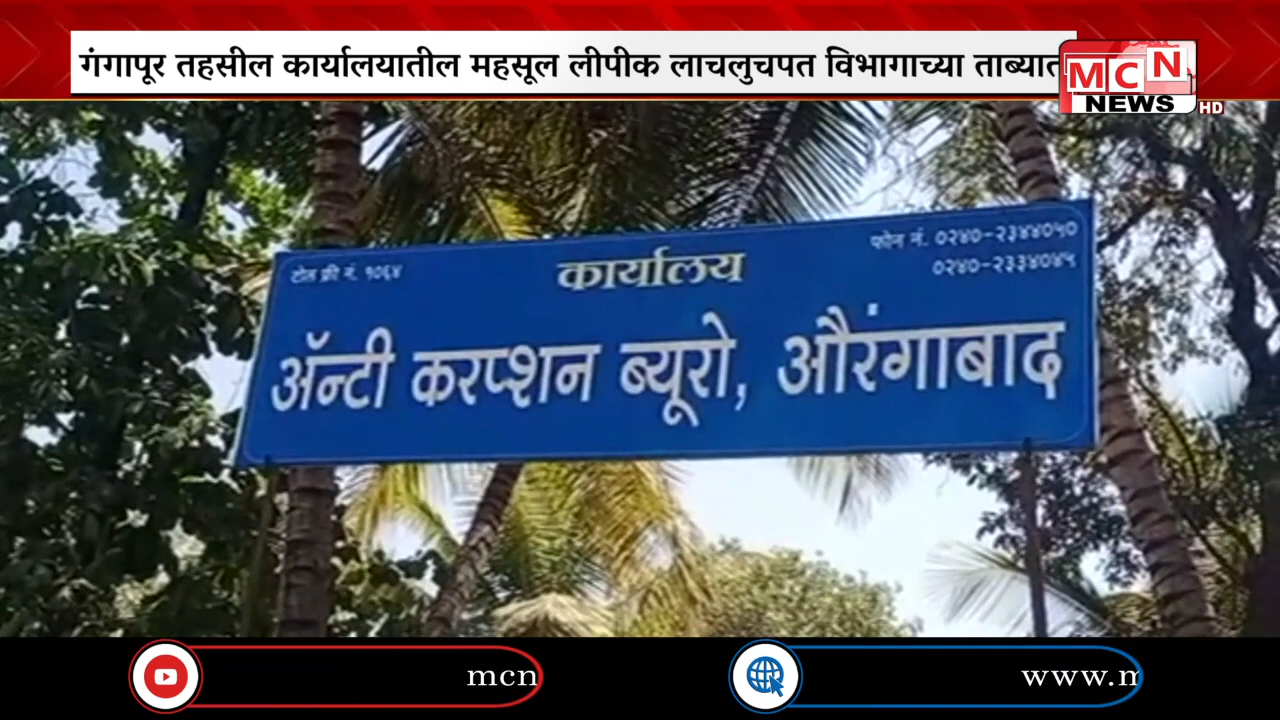 गंगापूर तहसील कार्यालयातील महसूल लीपीक लाचलुचपत विभागाच्या ताब्यात
MCN
NEWS HD
टोल फ्री नं. १०६४
कार्यालय
फोन नं. ०२४०-२३४४०५०
०२४०-२३३४०४५
ॲन्टी करप्शन ब्यूरो, औरंगाबाद
mcn
www.m